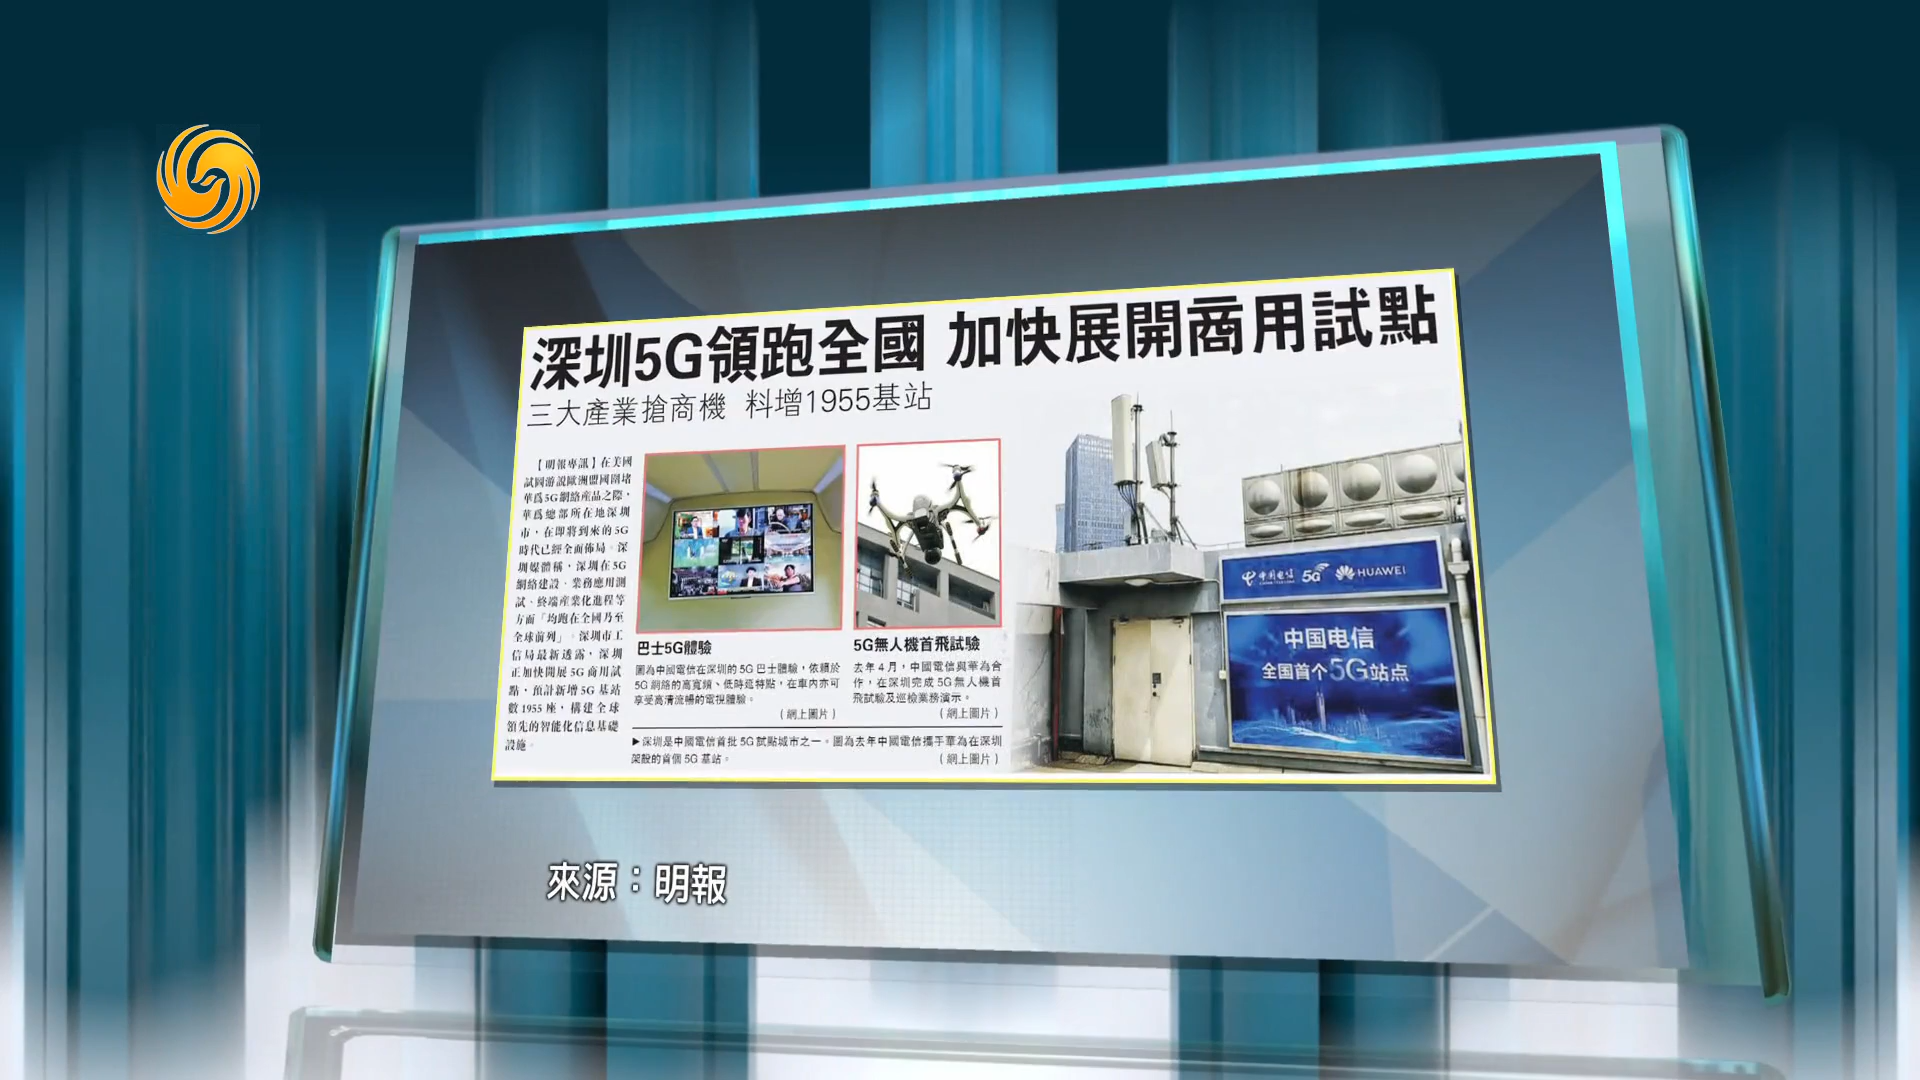 深圳5G領跑全國 加快展開商用試點
三大產業搶商機 料增1955基站
【明報專訊】在美國
試圖游說歐洲盟國圍堵
華為5G網絡產品之際，
華為總部所在地深圳
市，在即將到來的5G
時代已經全面佈局。深
圳媒體稱，深圳在5G
網絡建設、業務應用測
試、終端產業化進程等
方面「均跑在全國乃至
全球前列」。深圳市工
信局最新透露，深圳
正加快開展5G商用試
點，預計新增5G基站
數1955座，構建全球
領先的智能化信息基礎
設施。
巴士5G體驗
圖為中國電信在深圳的5G巴士體驗，依賴於
5G網絡的高寬頻、低時延特點，在車內亦可
享受高清流暢的電視體驗。
（網上圖片）
5G無人機首飛試驗
去年4月，中國電信與華為合
作，在深圳完成5G無人機首
飛試驗及巡檢業務演示。
（網上圖片）
▶深圳是中國電信首批5G試點城市之一。圖為去年中國電信攜手華為在深圳
架設的首個5G基站。
（網上圖片）
中国电信 5G HUAWEI
中国电信
全国首个5G站点
來源：明報